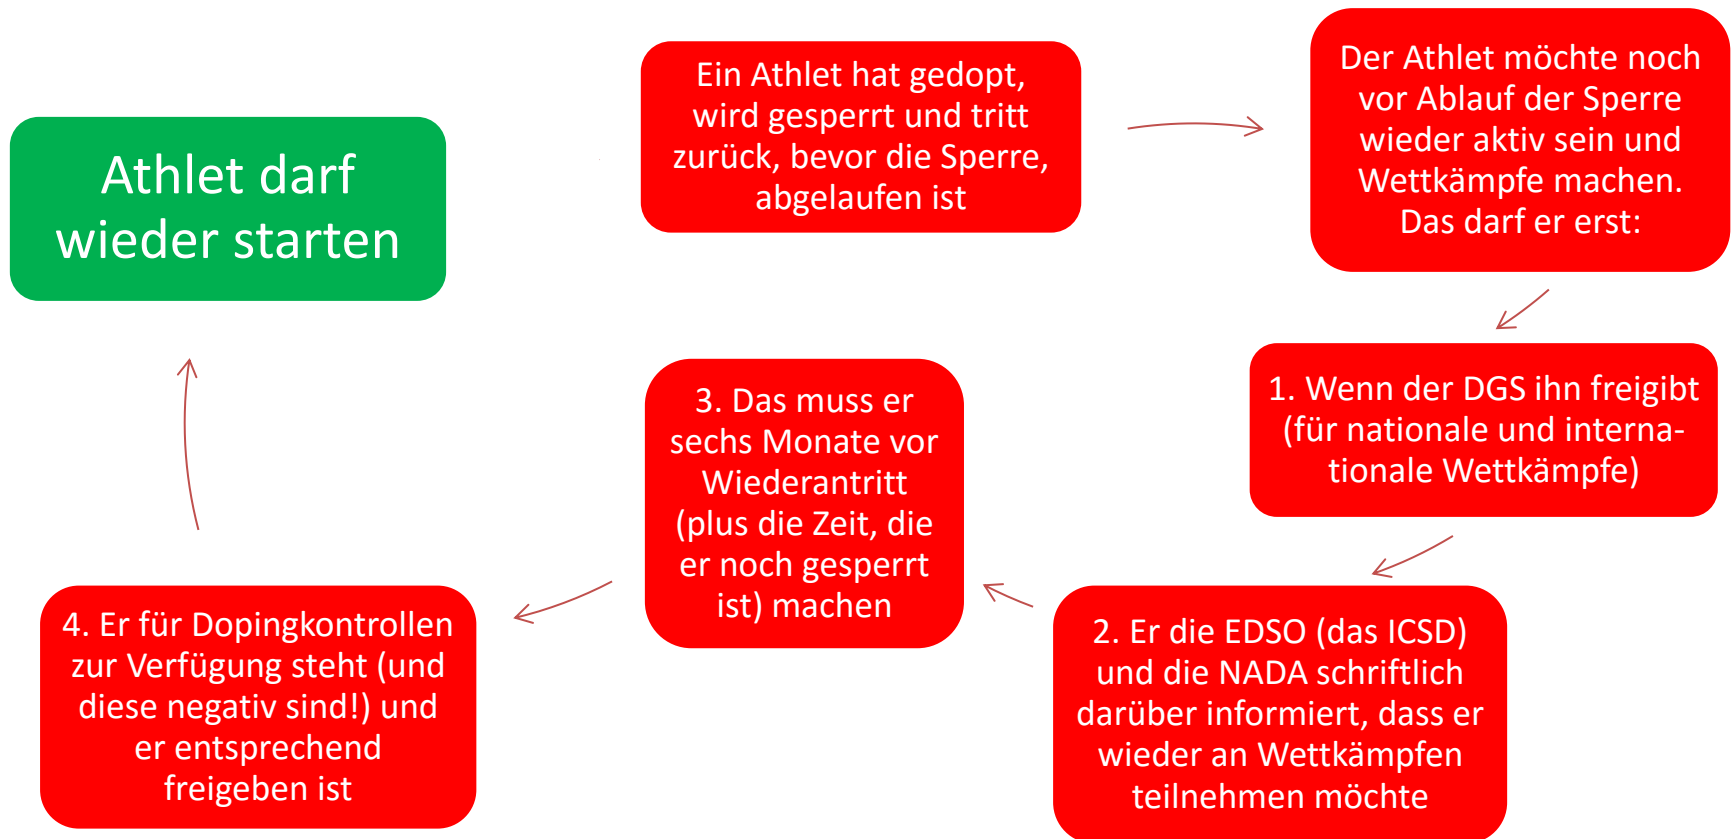 Ein Athlet hat gedopt,
wird gesperrt und tritt
zurück, bevor die Sperre,
abgelaufen ist
Der Athlet möchte noch
vor Ablauf der Sperre
wieder aktiv sein und
Wettkämpfe machen.
Das darf er erst:
1. Wenn der DGS ihn freigibt
(für nationale und interna-
tionale Wettkämpfe)
2. Er die EDSO (das ICSD)
und die NADA schriftlich
darüber informiert, dass er
wieder an Wettkämpfen
teilnehmen möchte
3. Das muss er
sechs Monate vor
Wiederantritt
(plus die Zeit, die
er noch gesperrt
ist) machen
4. Er für Dopingkontrollen
zur Verfügung steht (und
diese negativ sind!) und
er entsprechend
freigeben ist
Athlet darf
wieder starten